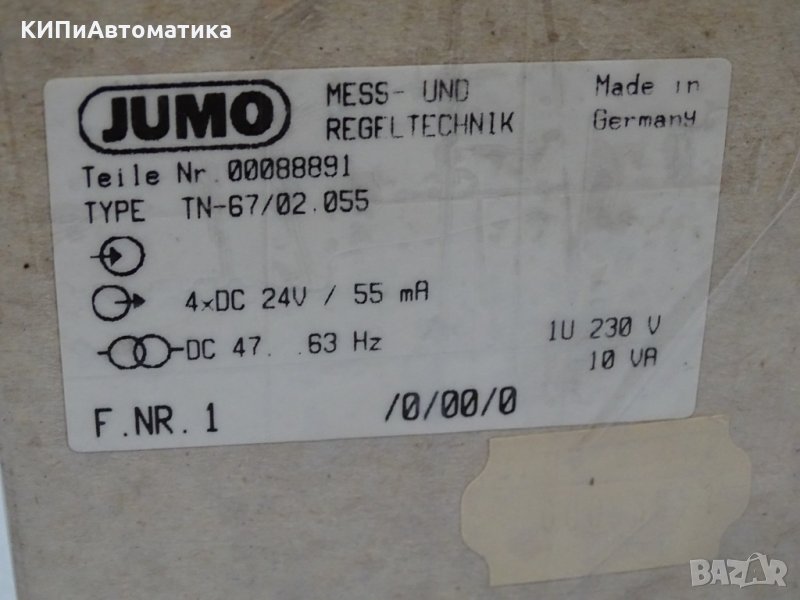 КИПиАвтоматика
JUMO MESS- UND REGELTECHNIK Made in Germany
Teile Nr. 00088891
TYPE TN-67/02.055
4xDC 24V / 55 mA
DC 47. .63 Hz 1U 230 V
10 VA
F.NR. 1 /0/00/0
BAZAR